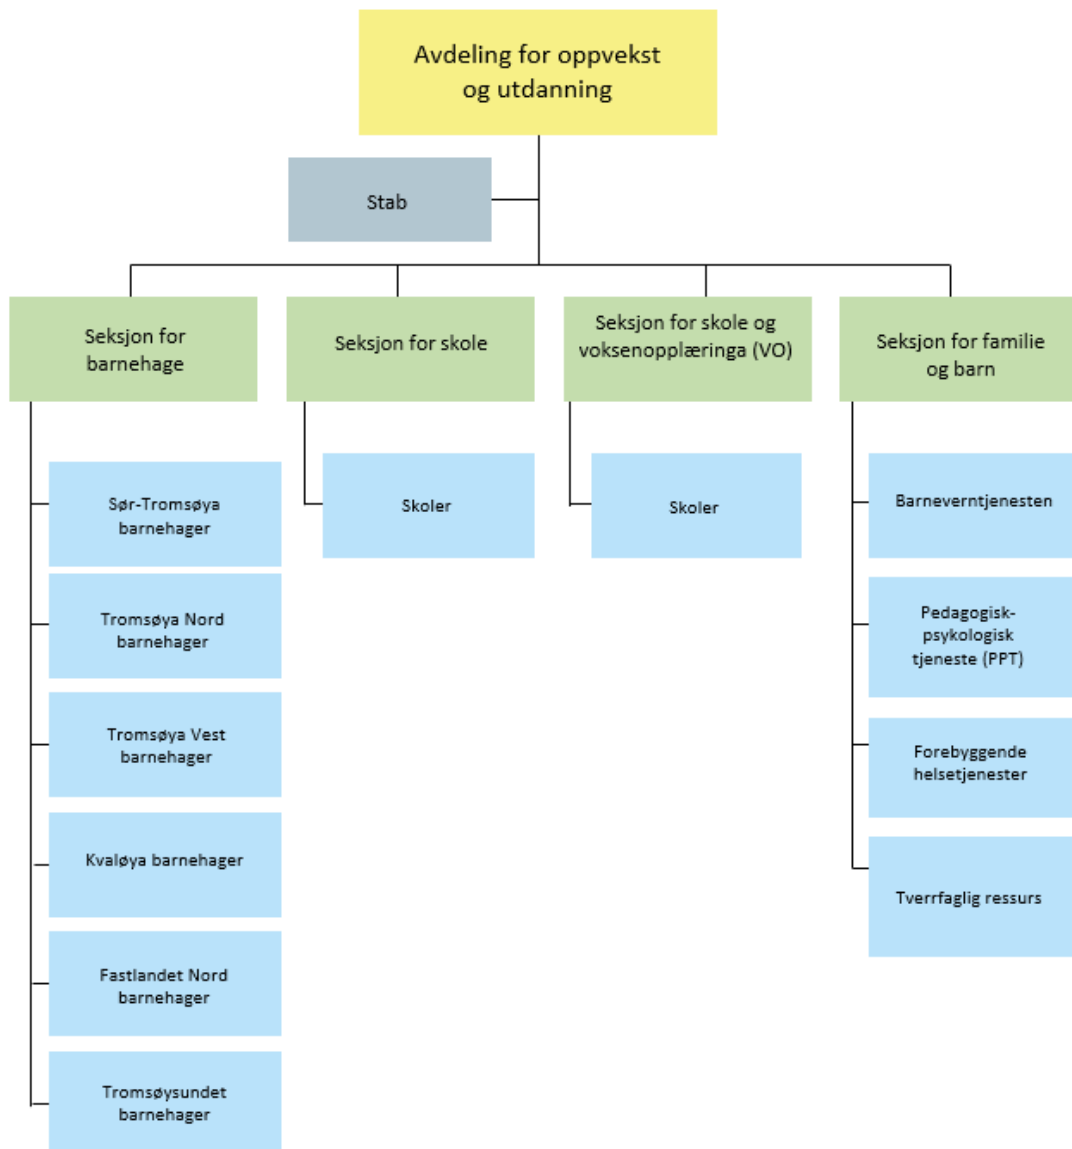 Avdeling for oppvekst
og utdanning
Stab
Seksjon for
barnehage
Seksjon for skole
Seksjon for skole og
voksenopplæringa (VO)
Seksjon for familie
og barn
Sør-Tromsøya
barnehager
Tromsøya Nord
barnehager
Tromsøya Vest
barnehager
Kvaløya barnehager
Fastlandet Nord
barnehager
Tromsøysundet
barnehager
Skoler
Skoler
Barneverntjenesten
Pedagogisk-
psykologisk
tjeneste (PPT)
Forebyggende
helsetjenester
Tverrfaglig ressurs